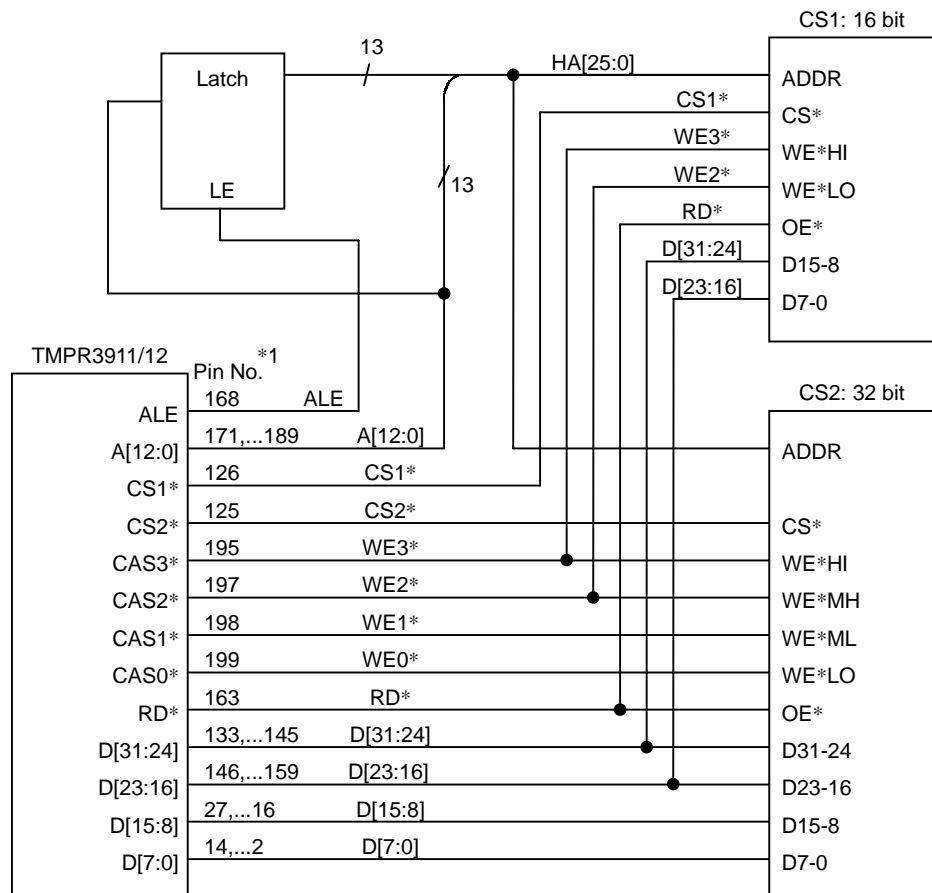 CS1: 16 bit
13
Latch
HA[25:0]
ADDR
CS1*
CS*
WE3*
WE*HI
13
WE2*
WE*LO
LE
RD*
OE*
D[31:24]
D15-8
D[23:16]
D7-0
TMPR3911/12
Pin No.*1
CS2: 32 bit
ALE
168
ALE
A[12:0]
171,...189
A[12:0]
ADDR
CS1*
126
CS1*
CS2*
125
CS2*
CS*
CAS3*
195
WE3*
WE*HI
CAS2*
197
WE2*
WE*MH
CAS1*
198
WE1*
WE*ML
CAS0*
199
WE0*
WE*LO
RD*
163
RD*
OE*
D[31:24]
133,...145
D[31:24]
D31-24
D[23:16]
146,...159
D[23:16]
D23-16
D[15:8]
27,...16
D[15:8]
D15-8
D[7:0]
14,...2
D[7:0]
D7-0